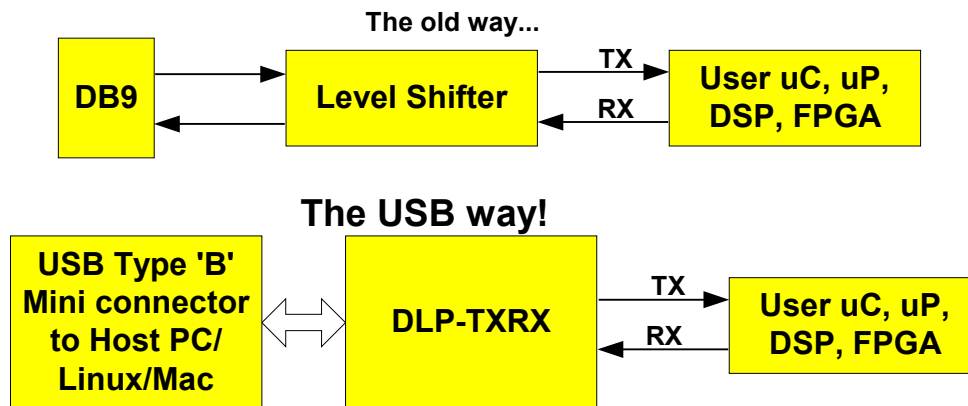 The old way...
DB9
Level Shifter
TX
RX
User uC, uP,
DSP, FPGA
The USB way!
USB Type 'B'
Mini connector
to Host PC/
Linux/Mac
DLP-TXRX
TX
RX
User uC, uP,
DSP, FPGA